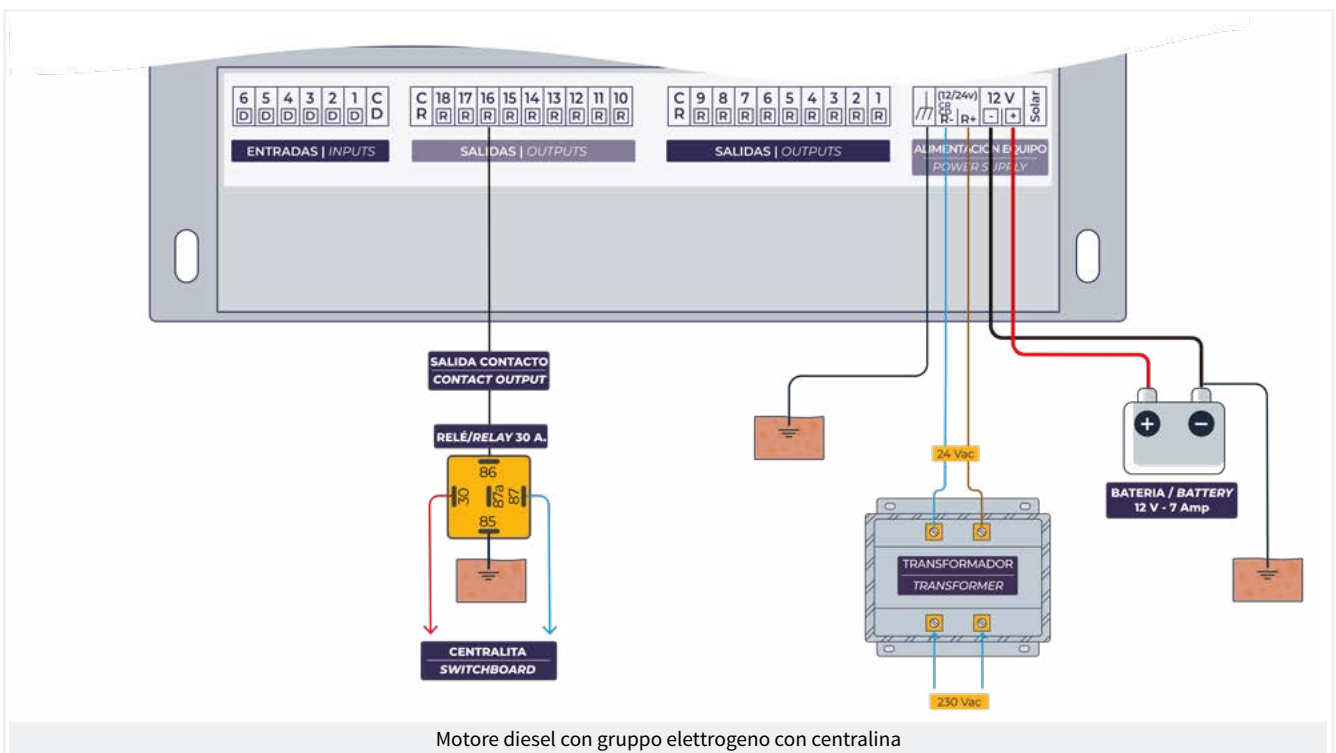 6 5 4 3 2 1 C
D D D D D D D
ENTRADAS | INPUTS
C 18 17 16 15 14 13 12 11 10
R R R R R R R R R R
SALIDAS | OUTPUTS
C 9 8 7 6 5 4 3 2 1
R R R R R R R R R R
SALIDAS | OUTPUTS
(12/24v) 12 V Solar
CR
R- R+ - +
ALIMENTACIÓN EQUIPO
POWER SUPPLY
SALIDA CONTACTO
CONTACT OUTPUT
RELÉ/RELAY 30 A.
86
30 87a 87
85
CENTRALITA
SWITCHBOARD
24 Vac
TRANSFORMADOR
TRANSFORMER
230 Vac
+ −
BATERIA / BATTERY
12 V - 7 Amp
Motore diesel con gruppo elettrogeno con centralina